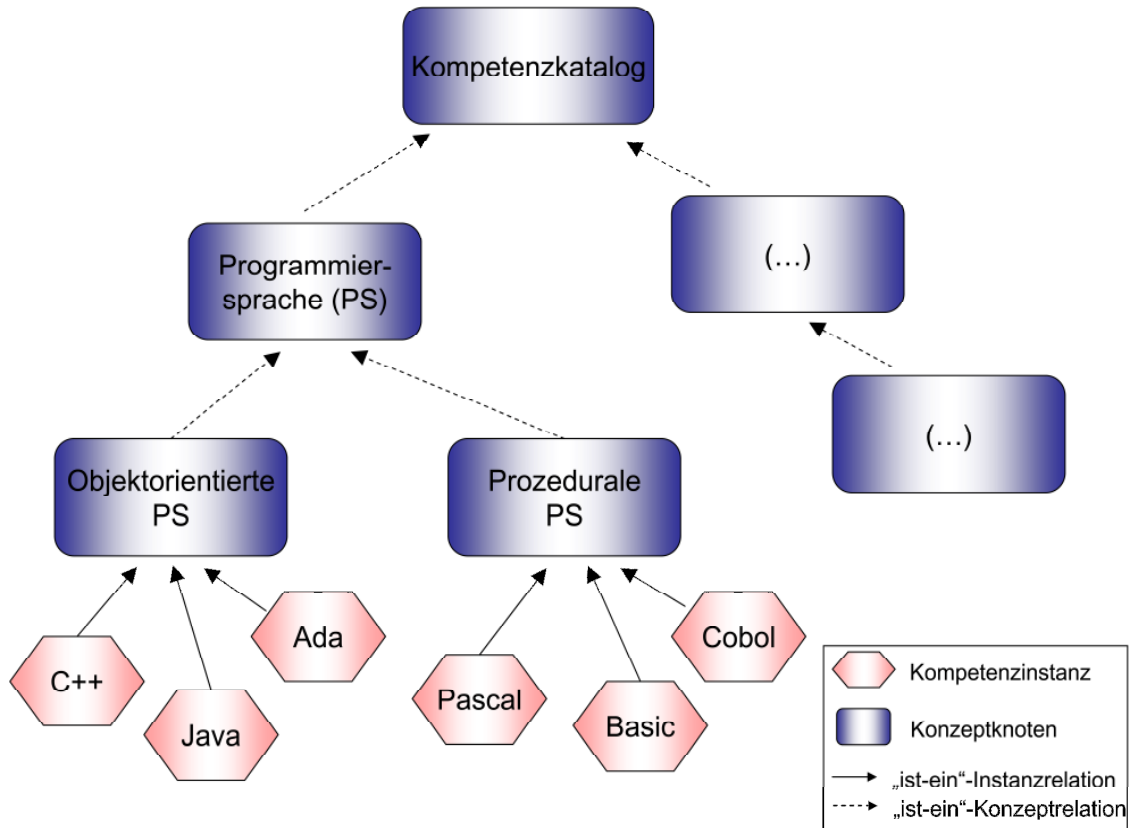 Kompetenzkatalog
Programmier-
sprache (PS)
(...)
(...)
Objektorientierte
PS
Prozedurale
PS
C++
Java
Ada
Pascal
Basic
Cobol
Kompetenzinstanz
Konzeptknoten
„ist-ein“-Instanzrelation
„ist-ein“-Konzeptrelation